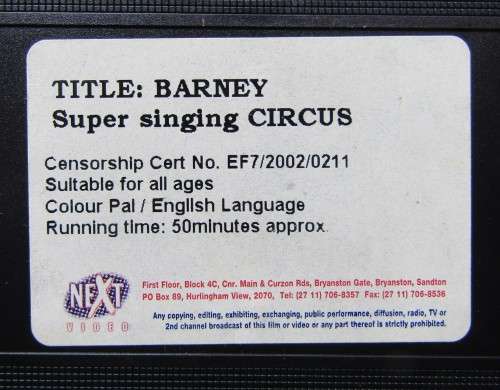 TITLE: BARNEY
Super singing CIRCUS
Censorship Cert No. EF7/2002/0211
Suitable for all ages
Colour Pal / English Language
Running time: 50minutes approx
NEXT
VIDEO
First Floor, Block 4C, Cnr. Main & Curzon Rds, Bryanston Gate, Bryanston, Sandton
PO Box 89, Hurlingham View, 2070, Tel: (27 11) 706-8357 Fax: (27 11) 706-8536
Any copying, editing, exhibiting, exchanging, public performance, diffusion, radio, TV or
2nd channel broadcast of this film or video or any part thereof is strictly prohibited.